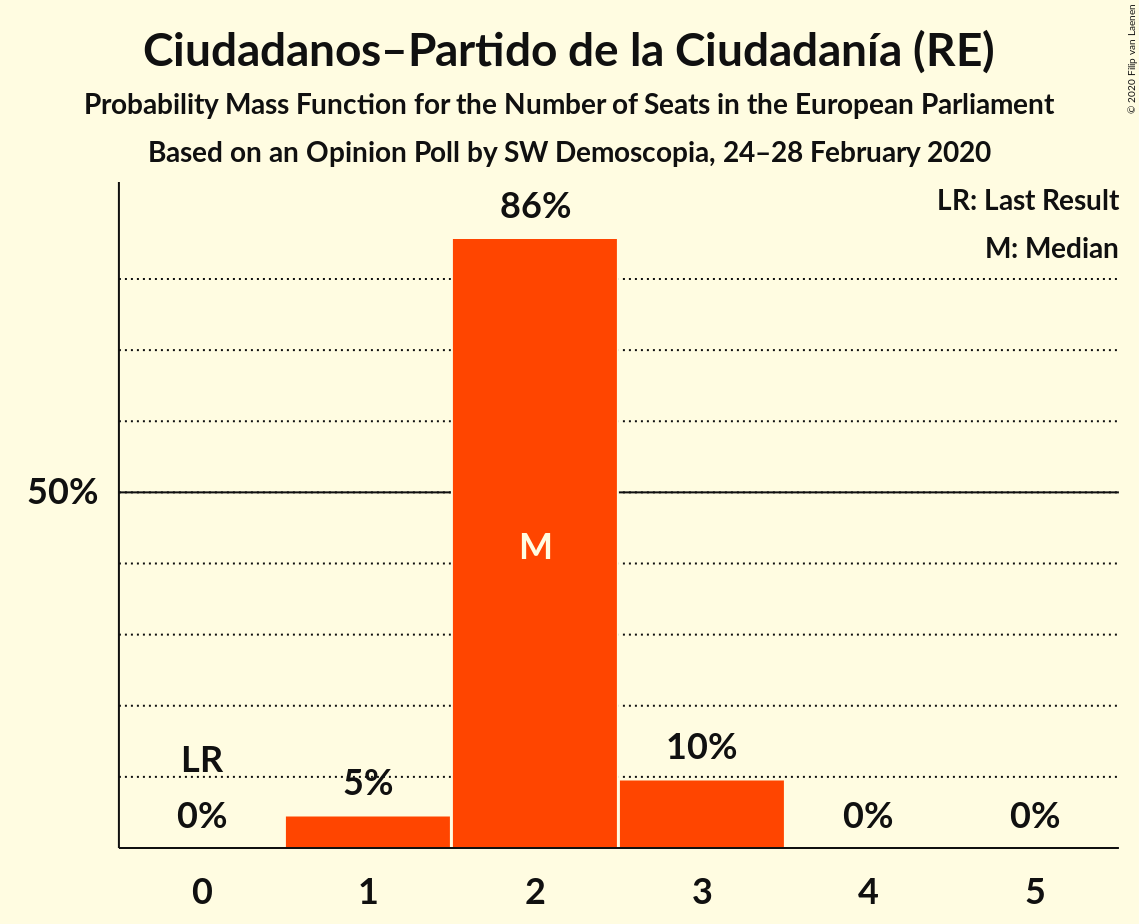 Ciudadanos–Partido de la Ciudadanía (RE)
Probability Mass Function for the Number of Seats in the European Parliament
Based on an Opinion Poll by SW Demoscopia, 24–28 February 2020
© 2020 Filip van Laenen
LR: Last Result
M: Median
86%
50%
M
LR
0%
5%
10%
0%
0%
0
1
2
3
4
5